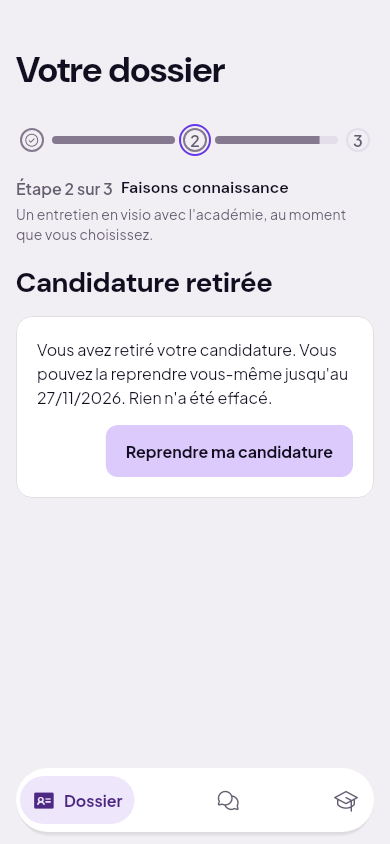 Votre dossier
2
3
Étape 2 sur 3 Faisons connaissance
Un entretien en visio avec l'académie, au moment
que vous choisissez.
Candidature retirée
Vous avez retiré votre candidature. Vous
pouvez la reprendre vous-même jusqu'au
27/11/2026. Rien n'a été effacé.
Reprendre ma candidature
Dossier